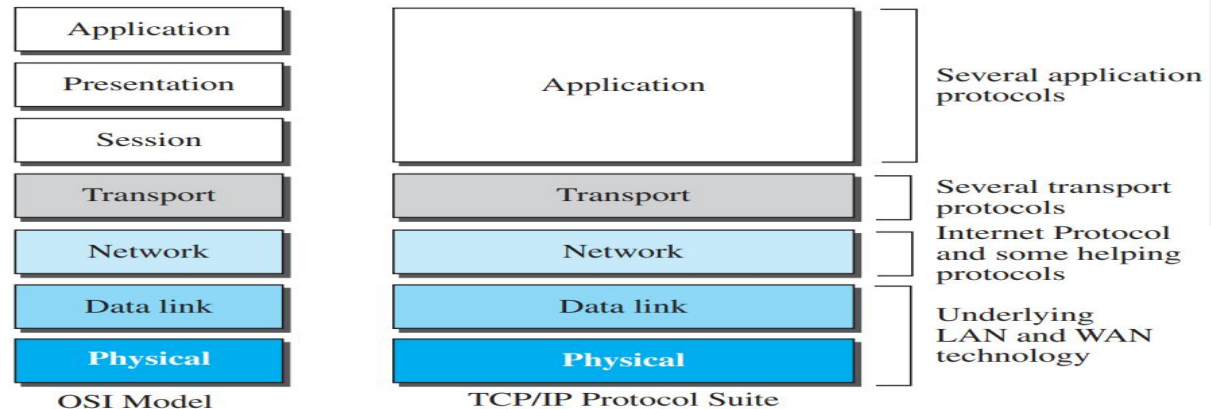 Application
Presentation
Session
Transport
Network
Data link
Physical
OSI Model
Application
Transport
Network
Data link
Physical
TCP/IP Protocol Suite
Several application
protocols
Several transport
protocols
Internet Protocol
and some helping
protocols
Underlying
LAN and WAN
technology